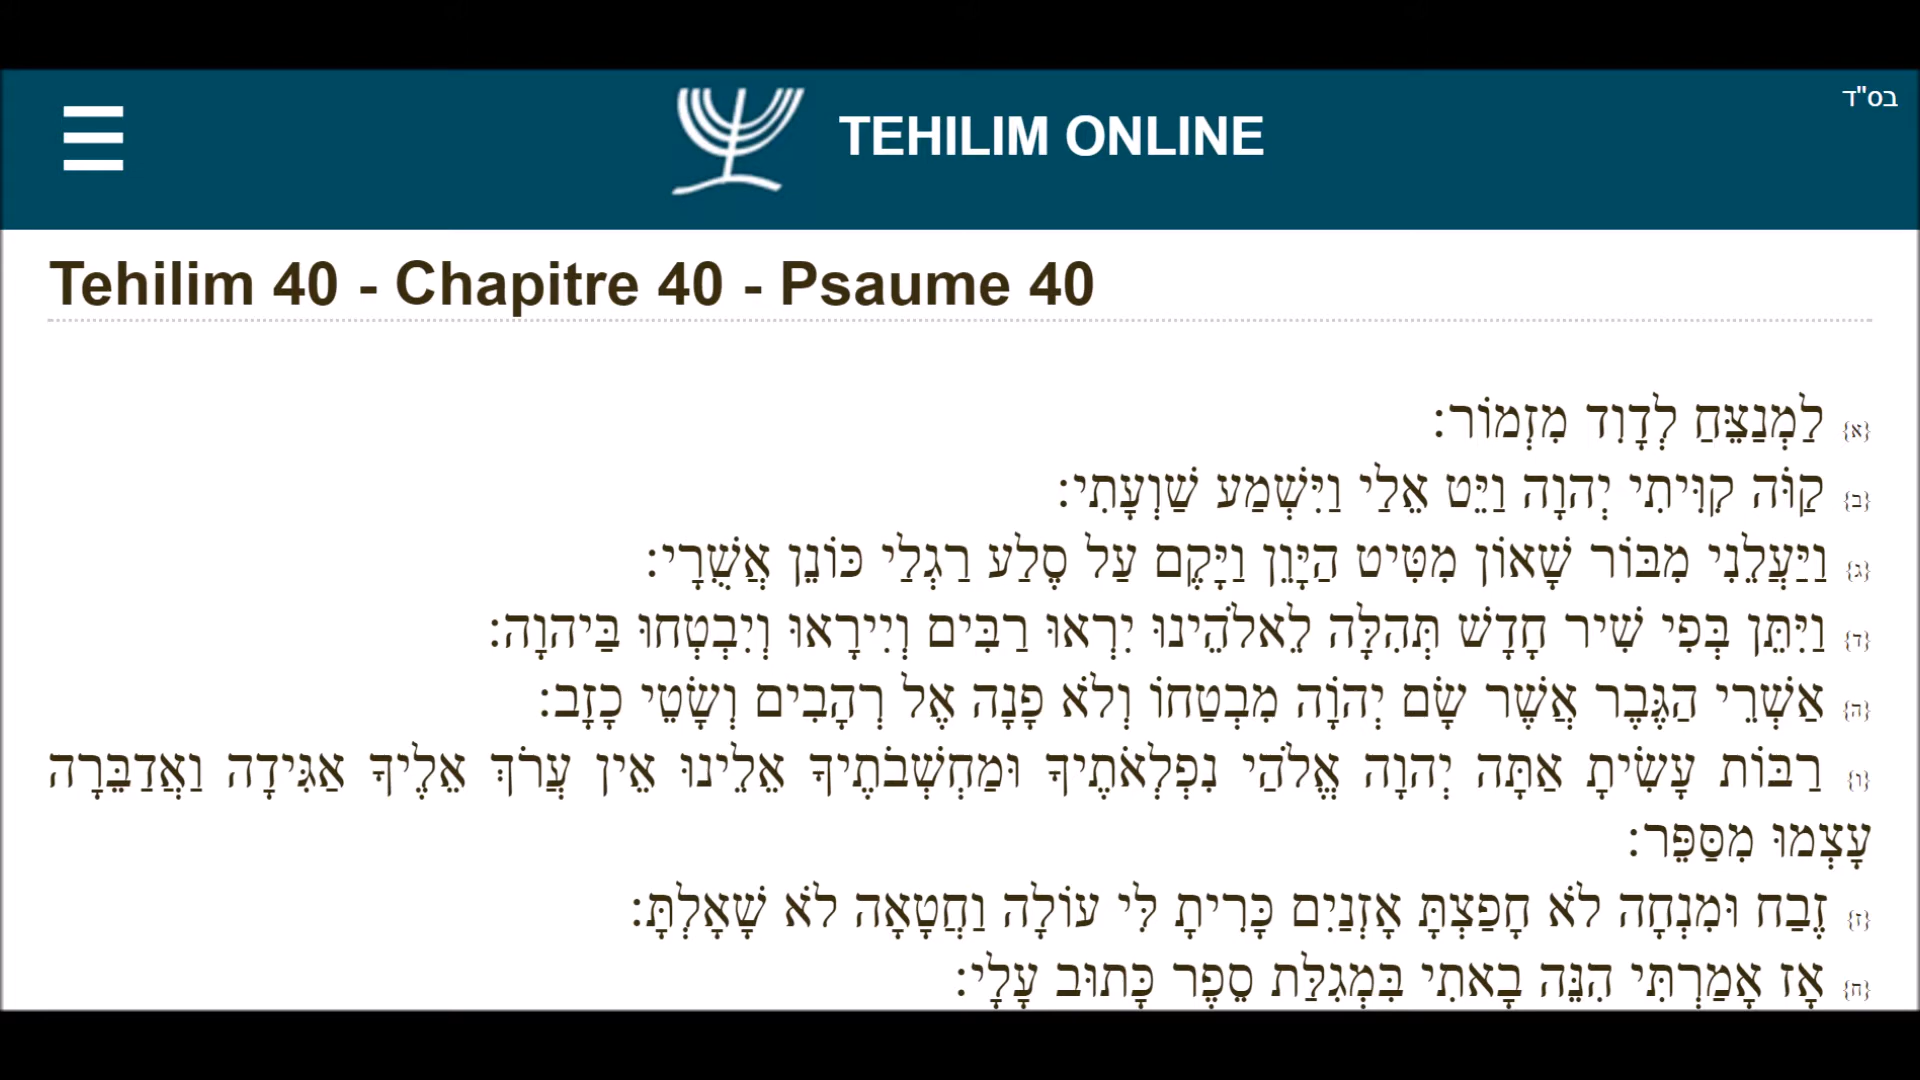 בס"ד
TEHILIM ONLINE
Tehilim 40 - Chapitre 40 - Psaume 40
{א} לַמְנַצֵּחַ לְדָוִד מִזְמוֹר:
{ב} קַוֹּה קִוִּיתִי יְהוָה וַיֵּט אֵלַי וַיִּשְׁמַע שַׁוְעָתִי:
{ג} וַיַּעֲלֵנִי מִבּוֹר שָׁאוֹן מִטִּיט הַיָּוֵן וַיָּקֶם עַל סֶלַע רַגְלַי כּוֹנֵן אֲשֻׁרָי:
{ד} וַיִּתֵּן בְּפִי שִׁיר חָדָשׁ תְּהִלָּה לֵאלֹהֵינוּ יִרְאוּ רַבִּים וְיִירָאוּ וְיִבְטְחוּ בַּיהוָה:
{ה} אַשְׁרֵי הַגֶּבֶר אֲשֶׁר שָׂם יְהֹוָה מִבְטַחוֹ וְלֹא פָנָה אֶל רְהָבִים וְשָׂטֵי כָזָב:
{ו} רַבּוֹת עָשִׂיתָ אַתָּה יְהוָה אֱלֹהַי נִפְלְאֹתֶיךָ וּמַחְשְׁבֹתֶיךָ אֵלֵינוּ אֵין עֲרֹךְ אֵלֶיךָ אַגִּידָה וַאֲדַבֵּרָה
עָצְמוּ מִסַּפֵּר:
{ז} זֶבַח וּמִנְחָה לֹא חָפַצְתָּ אָזְנַיִם כָּרִיתָ לִּי עוֹלָה וַחֲטָאָה לֹא שָׁאָלְתָּ:
{ח} אָז אָמַרְתִּי הִנֵּה בָאתִי בִּמְגִלַּת סֵפֶר כָּתוּב עָלָי: